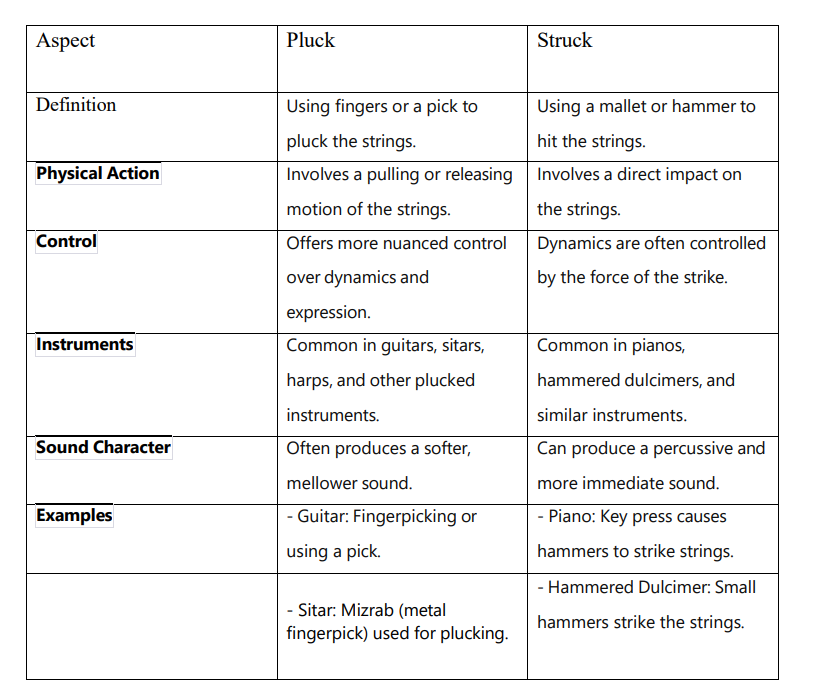 Aspect
Pluck
Struck
Definition
Using fingers or a pick to
pluck the strings.
Using a mallet or hammer to
hit the strings.
Physical Action
Involves a pulling or releasing
motion of the strings.
Involves a direct impact on
the strings.
Control
Offers more nuanced control
over dynamics and
expression.
Dynamics are often controlled
by the force of the strike.
Instruments
Common in guitars, sitars,
harps, and other plucked
instruments.
Common in pianos,
hammered dulcimers, and
similar instruments.
Sound Character
Often produces a softer,
mellower sound.
Can produce a percussive and
more immediate sound.
Examples
- Guitar: Fingerpicking or
using a pick.
- Piano: Key press causes
hammers to strike strings.
- Sitar: Mizrab (metal
fingerpick) used for plucking.
- Hammered Dulcimer: Small
hammers strike the strings.